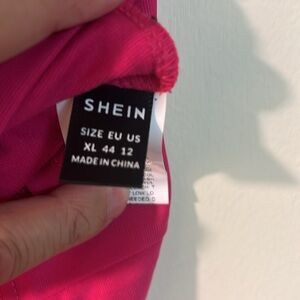 SHEIN
SIZE EU US
XL 44 12
MADE IN CHINA